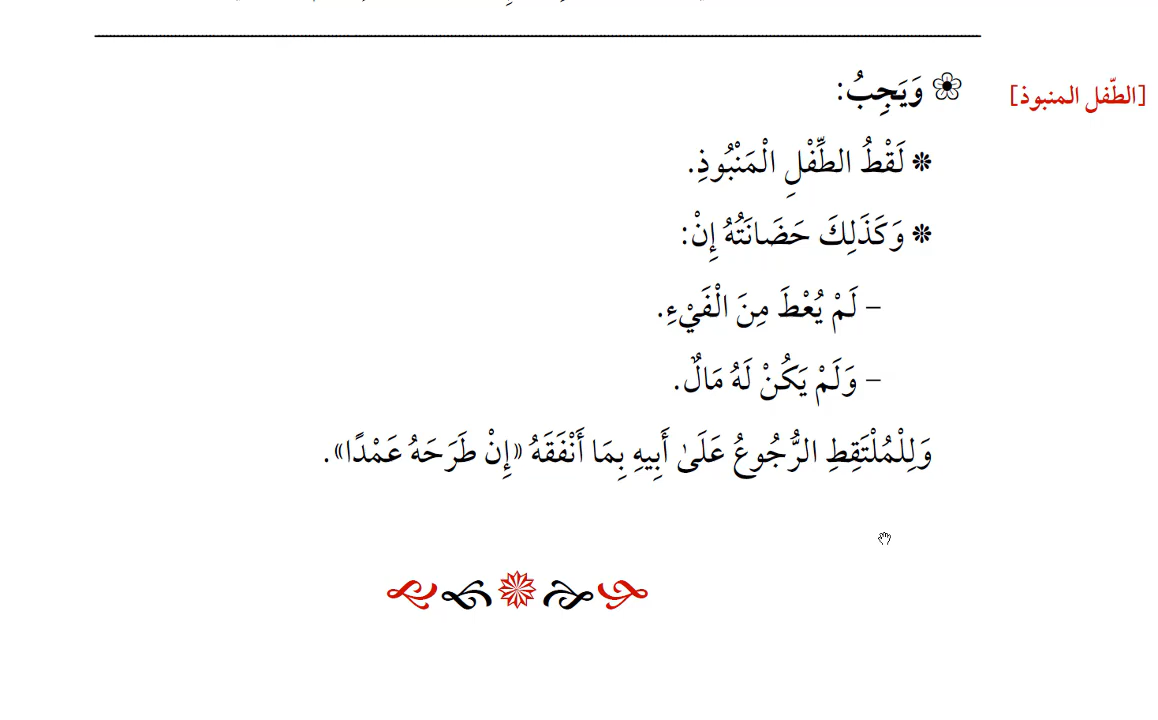 [الطّفل المنبوذ]
وَيَجِبُ:
لَقْطُ الطِّفْلِ الْمَنْبُوذِ.
وَكَذَلِكَ حَضَانَتُهُ إِنْ:
– لَمْ يُعْطَ مِنَ الْفَيْءِ.
– وَلَمْ يَكُنْ لَهُ مَالٌ.
وَلِلْمُلْتَقِطِ الرُّجُوعُ عَلَىٰ أَبِيهِ بِمَا أَنْفَقَهُ «إِنْ طَرَحَهُ عَمْدًا».